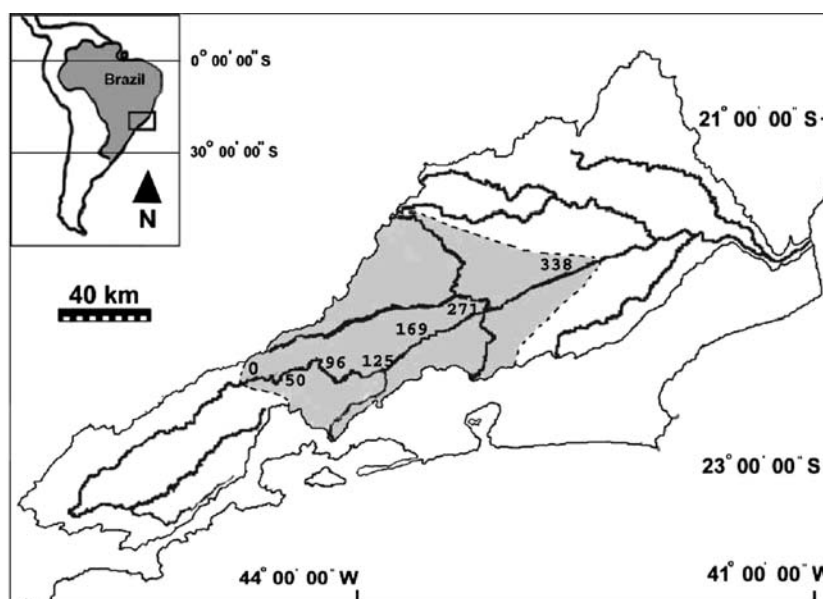 Brazil
0° 00' 00" S
30° 00' 00" S
N
21° 00' 00" S
40 km
338
271
169
0
50
96
125
23° 00' 00" S
44° 00' 00" W
41° 00' 00" W